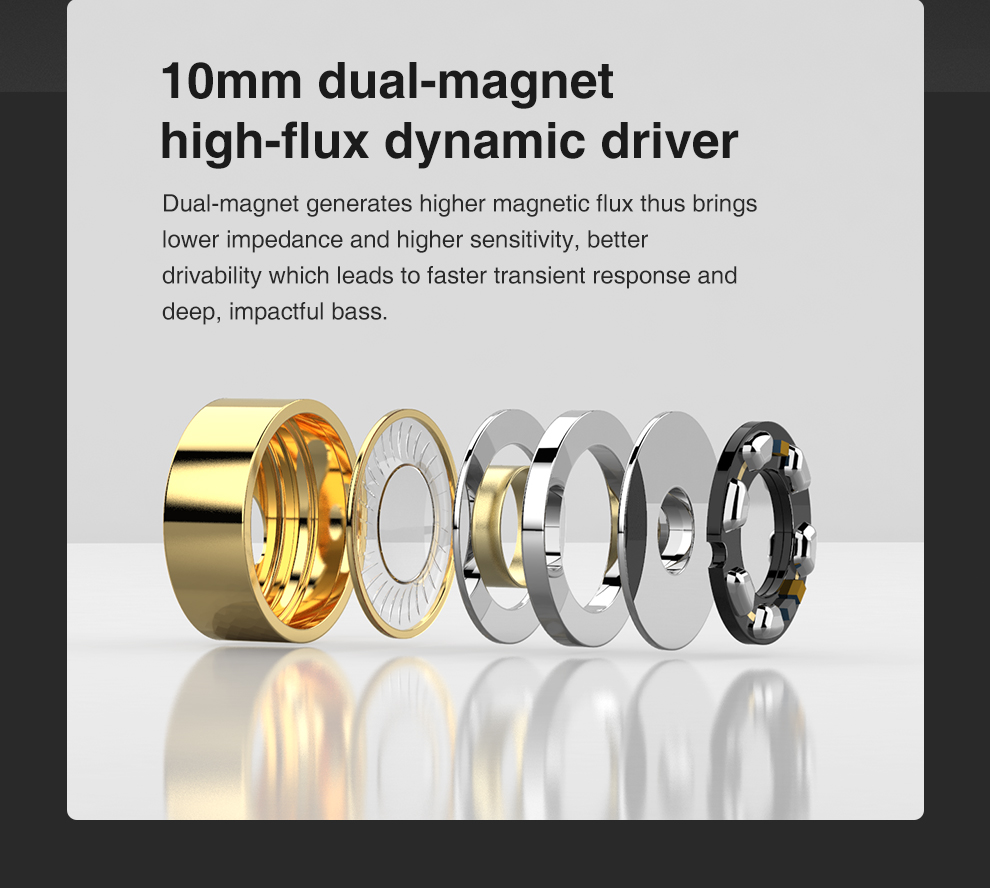 10mm dual-magnet
high-flux dynamic driver
Dual-magnet generates higher magnetic flux thus brings
lower impedance and higher sensitivity, better
drivability which leads to faster transient response and
deep, impactful bass.